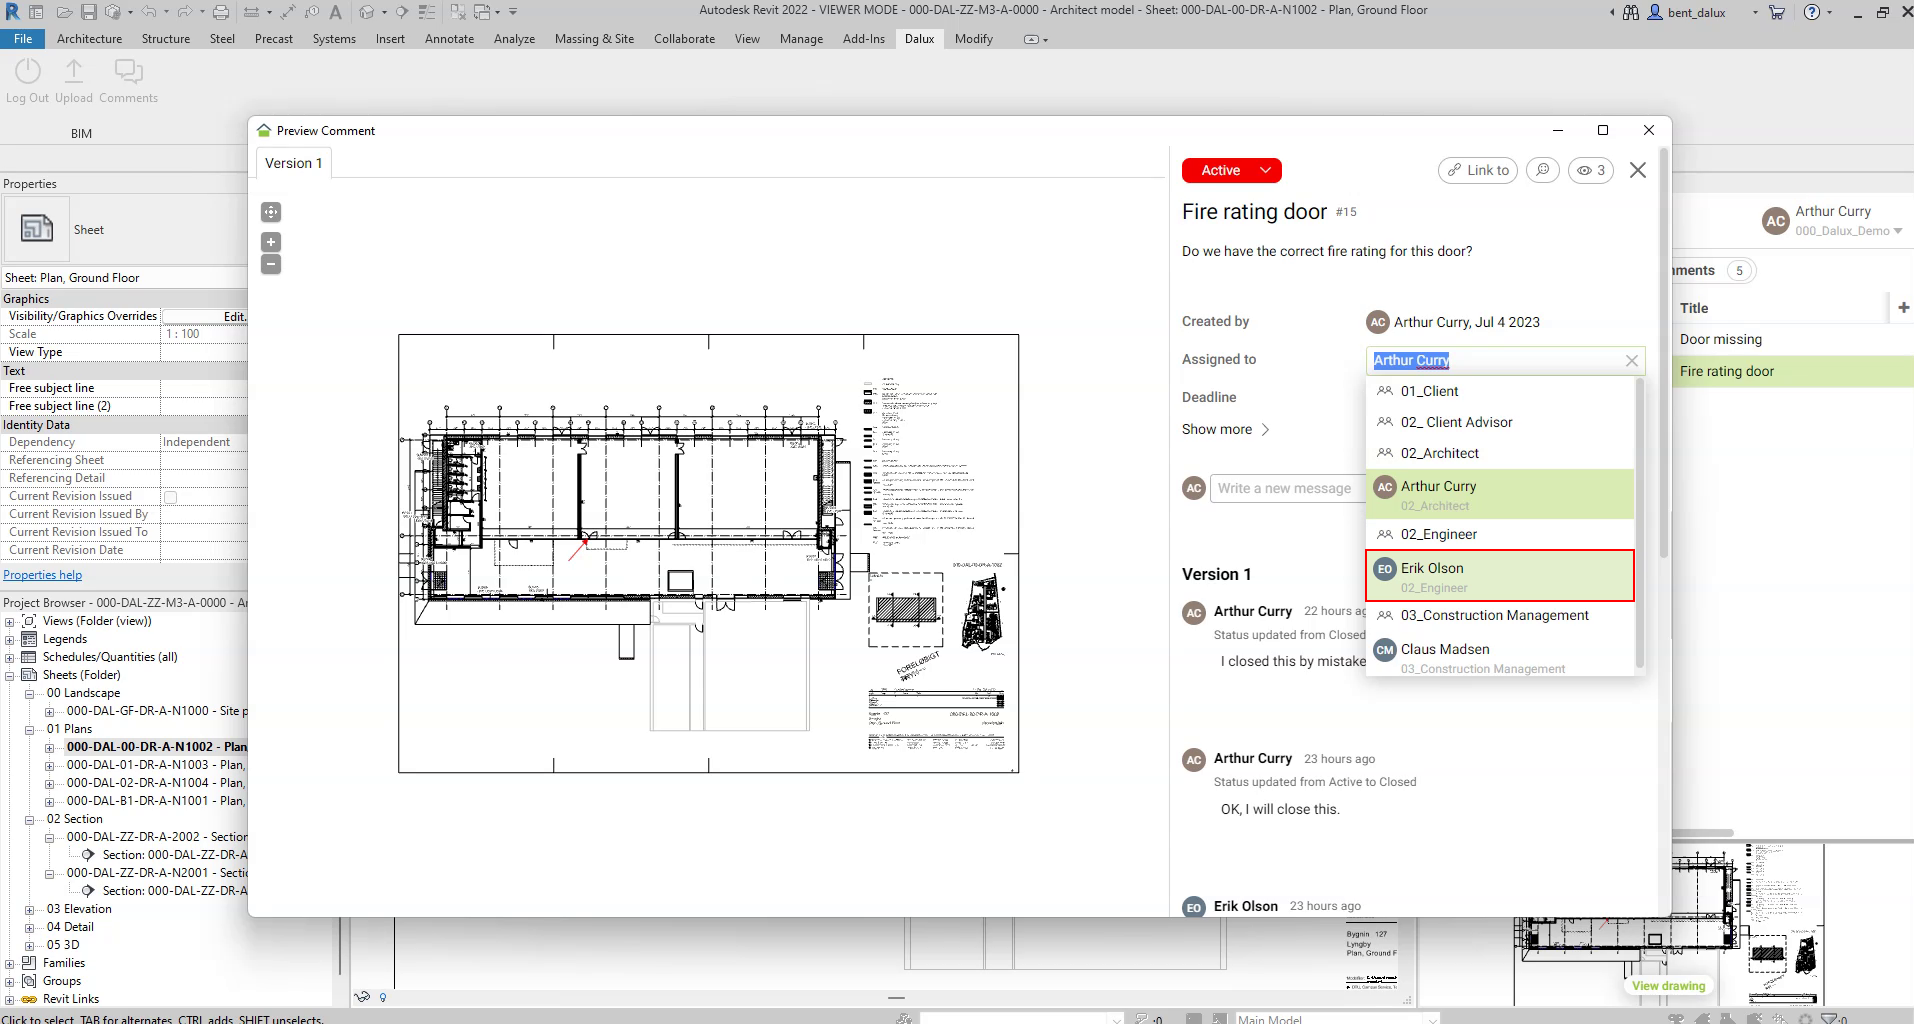 Autodesk Revit 2022 - VIEWER MODE - 000-DAL-ZZ-M3-A-0000 - Architect model - Sheet: 000-DAL-00-DR-A-N1002 - Plan, Ground Floor
bent_dalux
File Architecture Structure Steel Precast Systems Insert Annotate Analyze Massing & Site Collaborate View Manage Add-Ins Dalux Modify
Log Out Upload Comments
BIM
Properties
Sheet
Sheet: Plan, Ground Floor
Graphics
Visibility/Graphics Overrides Edit.
Scale 1 : 100
View Type
Text
Free subject line
Free subject line (2)
Identity Data
Dependency Independent
Referencing Sheet
Referencing Detail
Current Revision Issued
Current Revision Issued By
Current Revision Issued To
Current Revision Date
Properties help
Project Browser - 000-DAL-ZZ-M3-A-0000 - Ar
Views (Folder (view))
Legends
Schedules/Quantities (all)
Sheets (Folder)
00 Landscape
000-DAL-GF-DR-A-N1000 - Site p
01 Plans
000-DAL-00-DR-A-N1002 - Plan,
000-DAL-01-DR-A-N1003 - Plan,
000-DAL-02-DR-A-N1004 - Plan,
000-DAL-B1-DR-A-N1001 - Plan,
02 Section
000-DAL-ZZ-DR-A-2002 - Section
Section: 000-DAL-ZZ-DR-A
000-DAL-ZZ-DR-A-N2001 - Sectio
Section: 000-DAL-ZZ-DR-A
03 Elevation
04 Detail
05 3D
Families
Groups
Revit Links
Click to select, TAB for alternates, CTRL adds, SHIFT unselects.
Preview Comment
Version 1
FORELØBIGT
Active
Link to
3
Fire rating door #15
Do we have the correct fire rating for this door?
Created by AC Arthur Curry, Jul 4 2023
Assigned to Arthur Curry
Deadline
Show more
AC Write a new message
01_Client
02_ Client Advisor
02_Architect
AC Arthur Curry
02_Architect
02_Engineer
EO Erik Olson
02_Engineer
03_Construction Management
CM Claus Madsen
03_Construction Management
Version 1
AC Arthur Curry 22 hours ag
Status updated from Closed
I closed this by mistake
AC Arthur Curry 23 hours ago
Status updated from Active to Closed
OK, I will close this.
EO Erik Olson 23 hours ago
AC Arthur Curry
000_Dalux_Demo
mments 5
Title
Door missing
Fire rating door
Bygnin 127
Lyngby
Plan, Ground F
View drawing
:0 Main Model :0